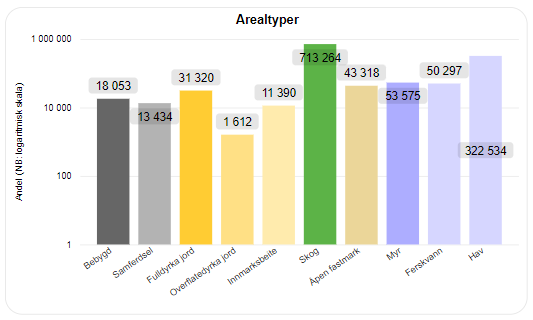 Arealtyper
Andel (NB: logaritmisk skala)
1 000 000
10 000
100
1
18 053
13 434
31 320
1 612
11 390
713 264
43 318
53 575
50 297
322 534
Bebygd
Samferdsel
Fulldyrka jord
Overflatedyrka jord
Innmarksbeite
Skog
Åpen fastmark
Myr
Ferskvann
Hav